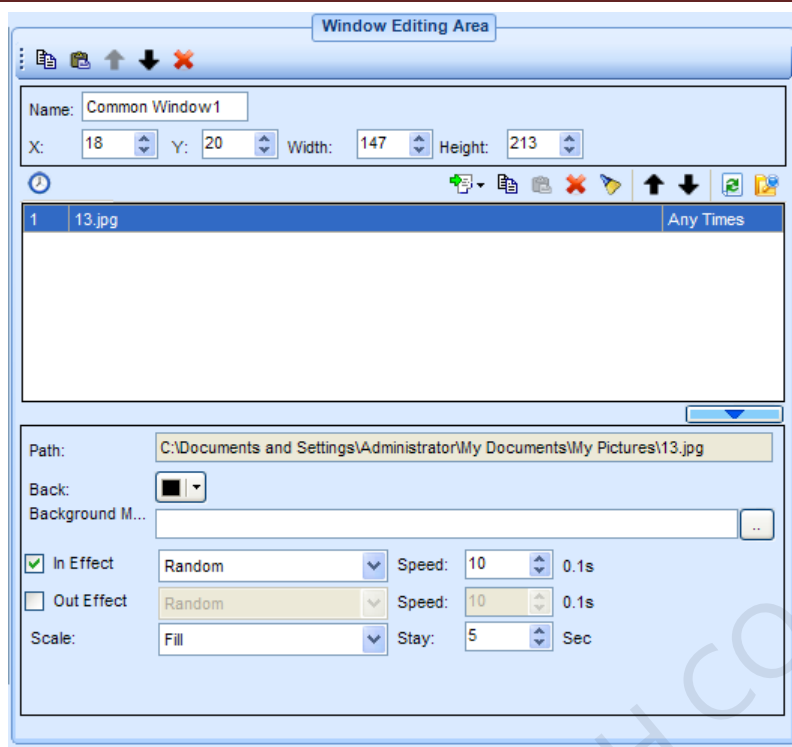 Window Editing Area
Name: Common Window1
X: 18 Y: 20 Width: 147 Height: 213
1 13.jpg Any Times
Path: C:\Documents and Settings\Administrator\My Documents\My Pictures\13.jpg
Back:
Background M... ..
In Effect Random Speed: 10 0.1s
Out Effect Random Speed: 10 0.1s
Scale: Fill Stay: 5 Sec
H CO